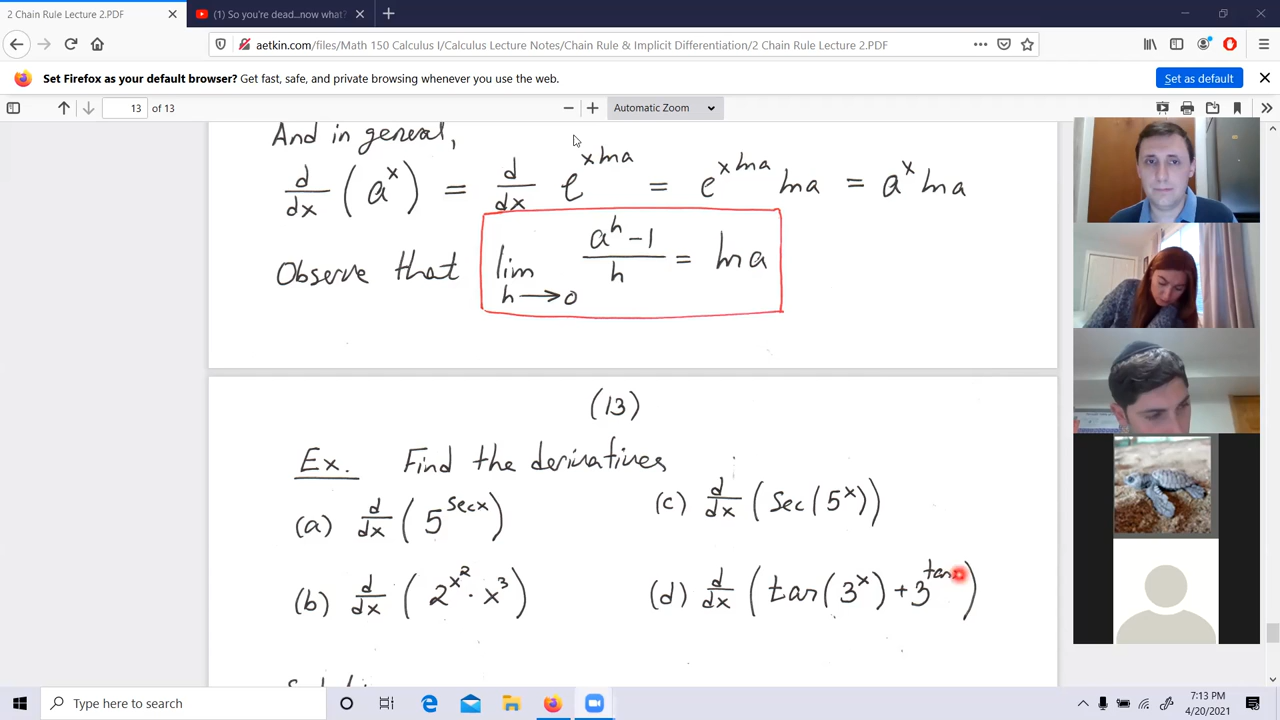 2 Chain Rule Lecture 2.PDF
(1) So you're dead...now what?
aetkin.com/files/Math 150 Calculus I/Calculus Lecture Notes/Chain Rule & Implicit Differentiation/2 Chain Rule Lecture 2.PDF
Set Firefox as your default browser? Get fast, safe, and private browsing whenever you use the web.
Set as default
13 of 13
Automatic Zoom
And in general,
d/dx (a^x) = d/dx e^(x ln a) = e^(x ln a) ln a = a^x ln a
Observe that lim h→0 (a^h - 1)/h = ln a
(13)
Ex. Find the derivatives
(a) d/dx (5^(sec x))
(c) d/dx (sec(5^x))
(b) d/dx (2^(x^2) · x^3)
(d) d/dx (tan(3^x) + 3^(tan
Type here to search
7:13 PM
4/20/2021